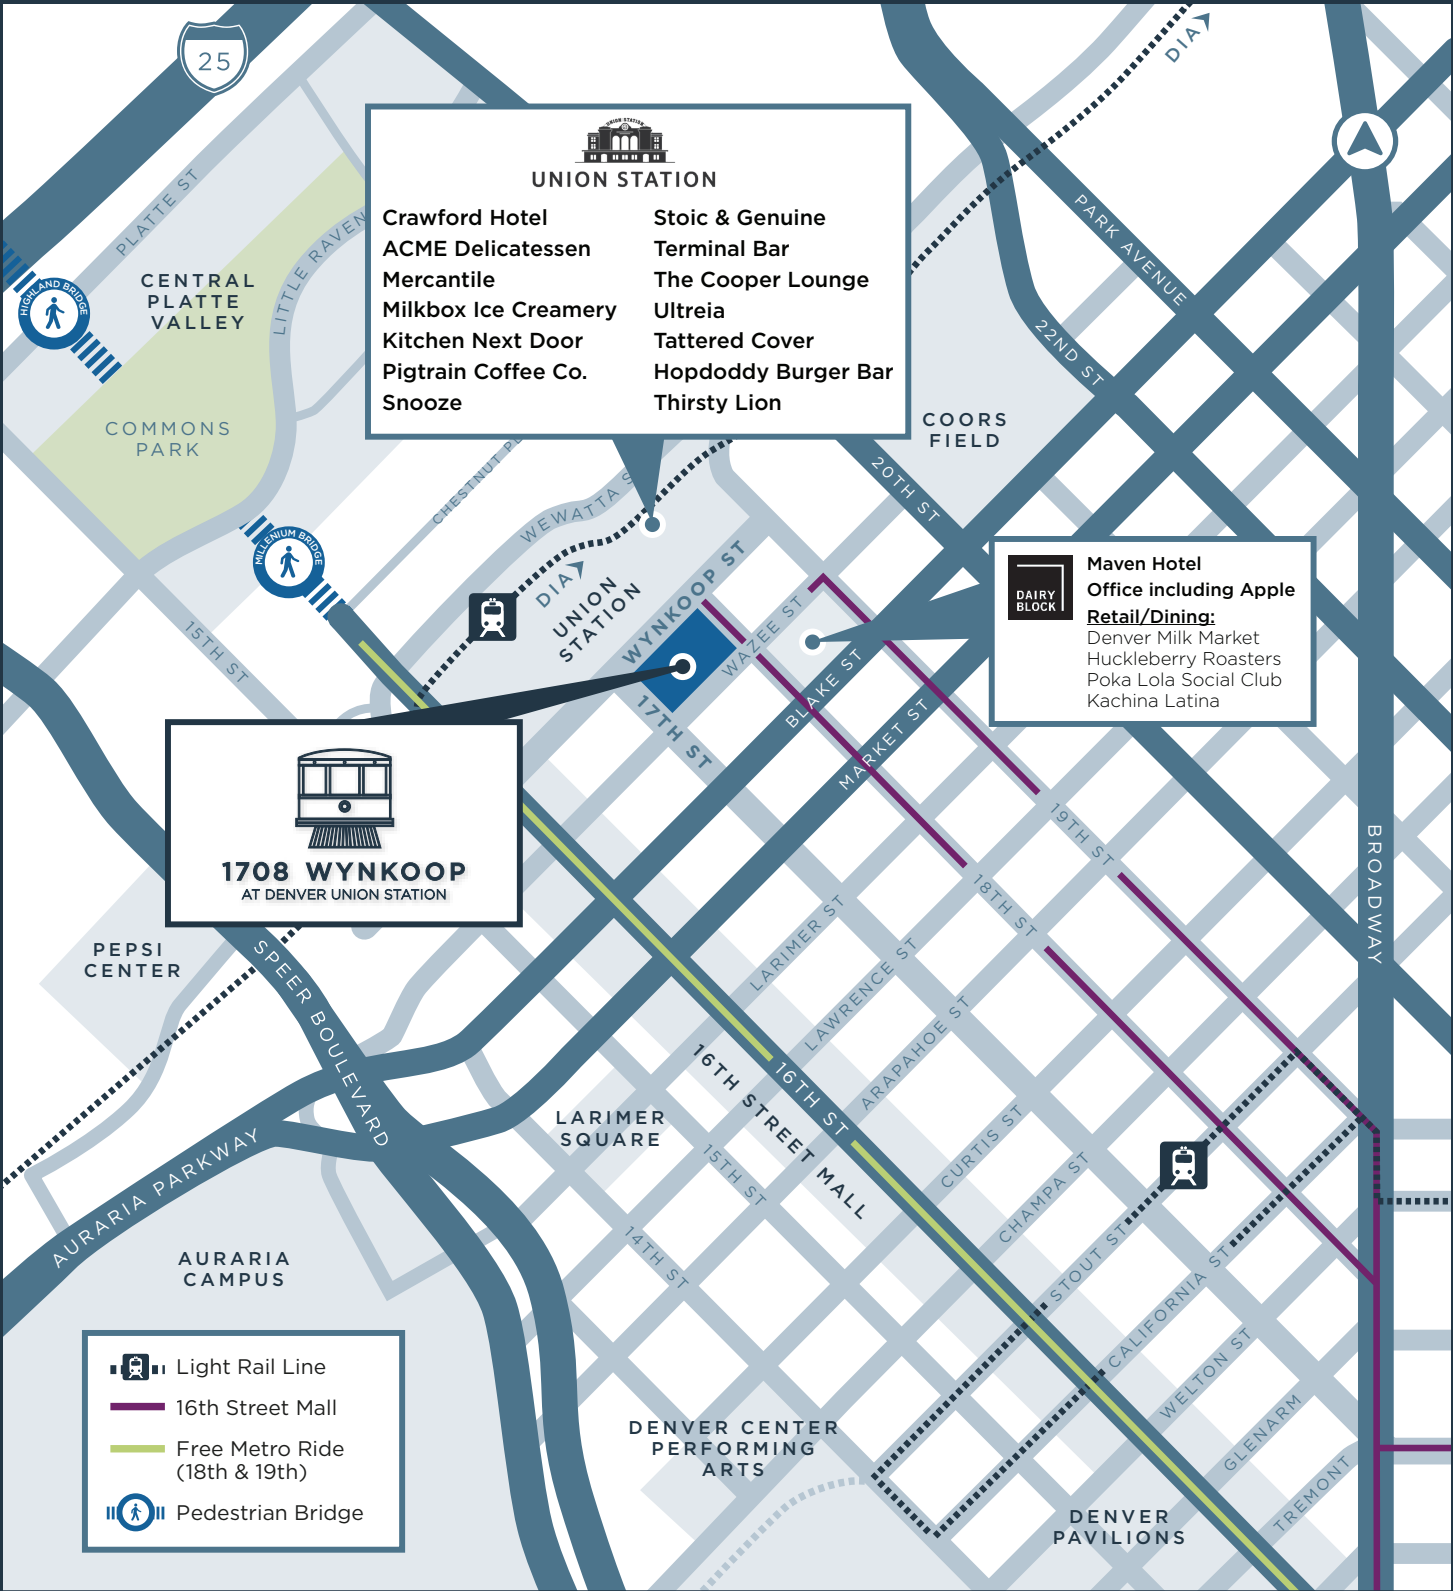 25
DIA
PLATTE ST
LITTLE RAVEN
CENTRAL
PLATTE
VALLEY
HIGHLAND BRIDGE
COMMONS
PARK
UNION STATION
UNION STATION
Crawford Hotel
ACME Delicatessen
Mercantile
Milkbox Ice Creamery
Kitchen Next Door
Pigtrain Coffee Co.
Snooze
Stoic & Genuine
Terminal Bar
The Cooper Lounge
Ultreia
Tattered Cover
Hopdoddy Burger Bar
Thirsty Lion
PARK AVENUE
22ND ST
COORS
FIELD
20TH ST
CHESTNUT PL
WEWATTA S
MILLENIUM BRIDGE
DIA
UNION
STATION
WYNKOOP ST
WAZEE ST
17TH ST
15TH ST
BLAKE ST
MARKET ST
DAIRY
BLOCK
Maven Hotel
Office including Apple
Retail/Dining:
Denver Milk Market
Huckleberry Roasters
Poka Lola Social Club
Kachina Latina
1708 WYNKOOP
AT DENVER UNION STATION
19TH ST
18TH ST
BROADWAY
PEPSI
CENTER
SPEER BOULEVARD
LARIMER ST
LAWRENCE ST
ARAPAHOE ST
16TH ST
16TH STREET MALL
LARIMER
SQUARE
15TH ST
14TH ST
CURTIS ST
CHAMPA ST
STOUT ST
CALIFORNIA ST
WELTON ST
GLENARM
TREMONT
AURARIA PARKWAY
AURARIA
CAMPUS
DENVER CENTER
PERFORMING
ARTS
DENVER
PAVILIONS
Light Rail Line
16th Street Mall
Free Metro Ride
(18th & 19th)
Pedestrian Bridge